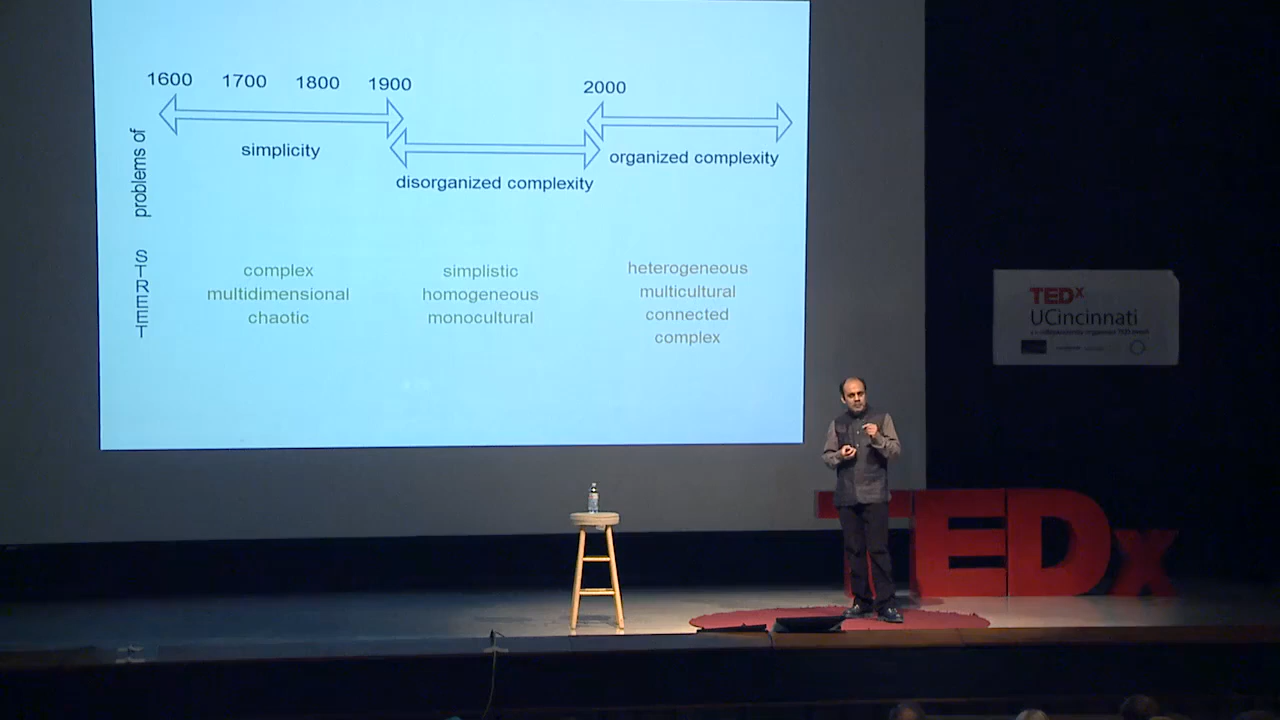 1600 1700 1800 1900 2000
simplicity
disorganized complexity
organized complexity
problems of
STREET
complex
multidimensional
chaotic
simplistic
homogeneous
monocultural
heterogeneous
multicultural
connected
complex
TEDx
UCincinnati
TEDx